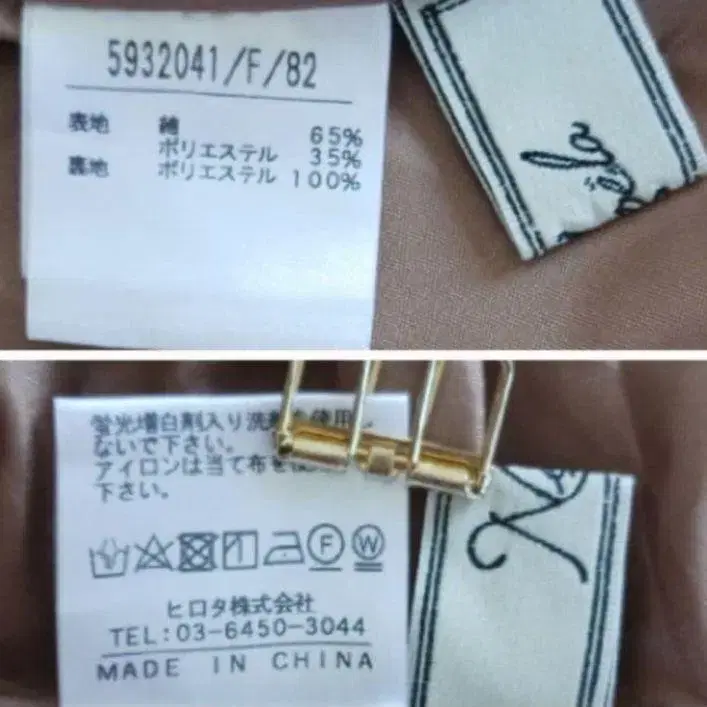 5932041/F/82
表地 綿 65%
ポリエステル 35%
裏地 ポリエステル 100%
蛍光増白剤入り洗剤を使用し
ないで下さい。
アイロンは当て布を使用
下さい。
F W
ヒロタ株式会社
TEL:03-6450-3044
MADE IN CHINA